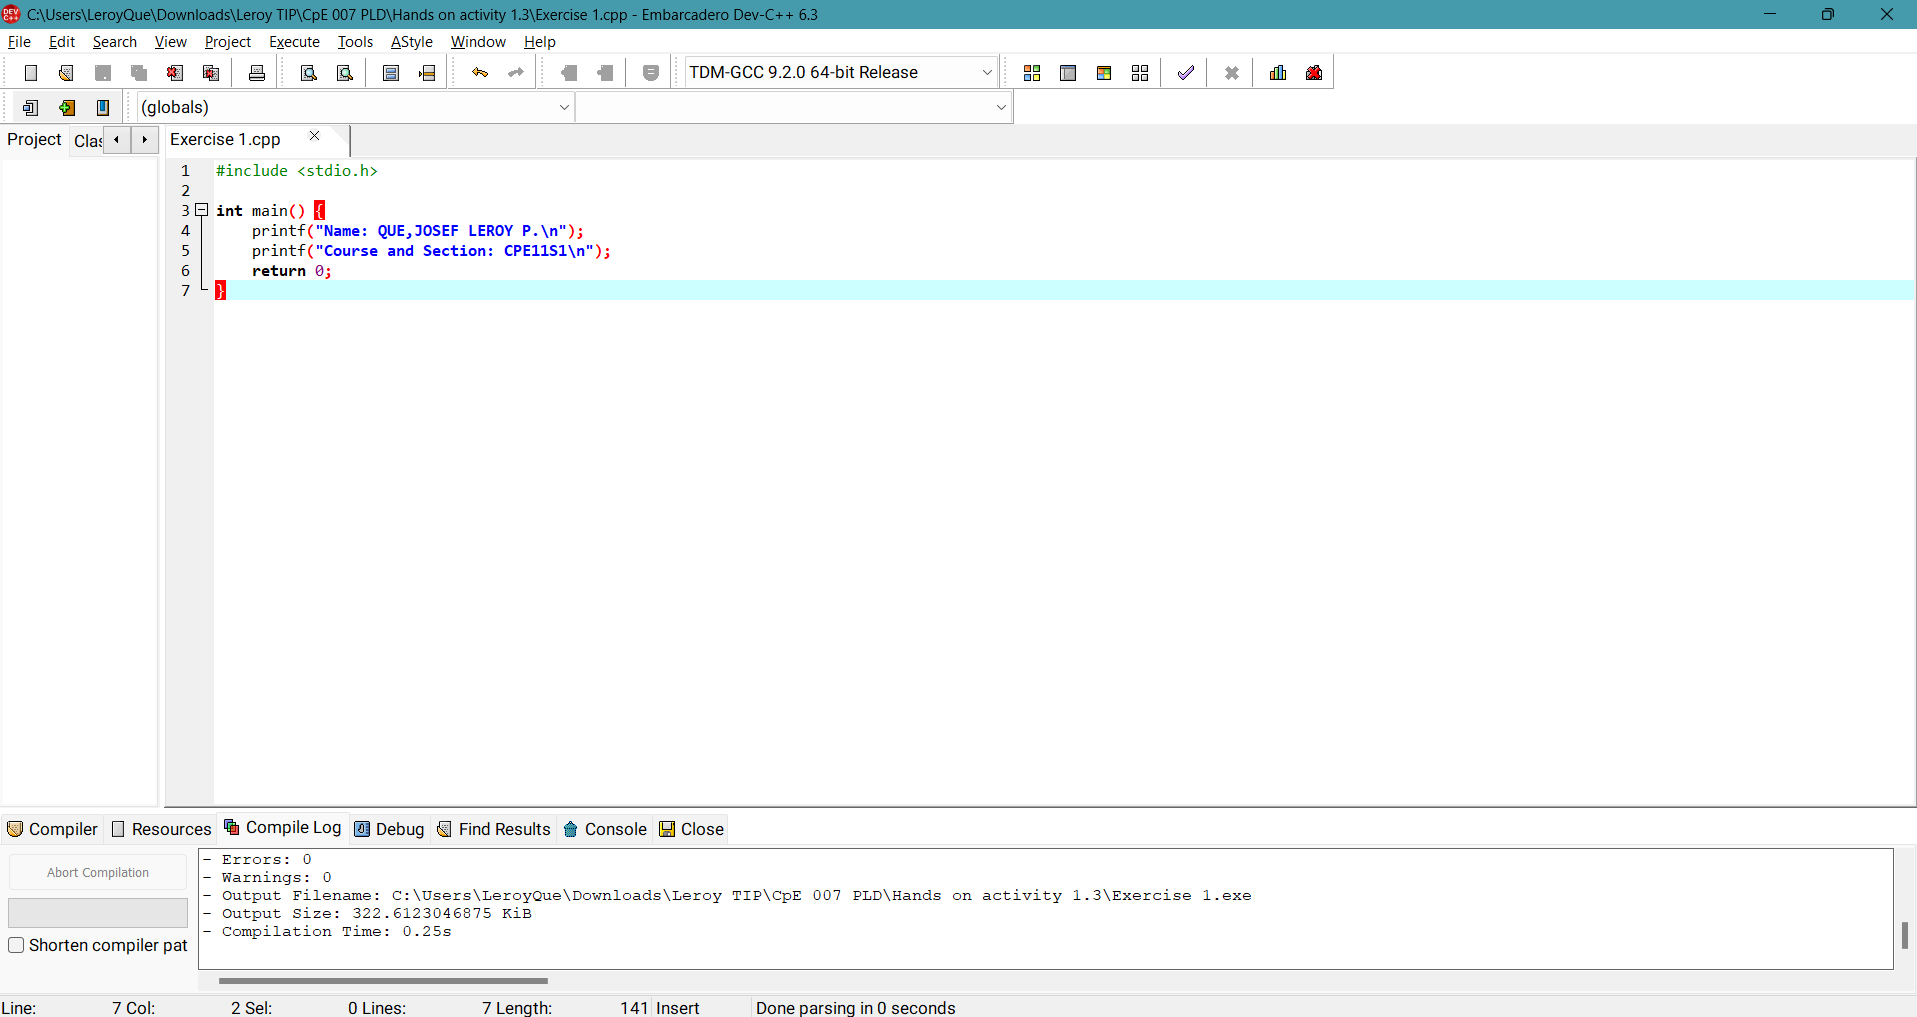 C:\Users\LeroyQue\Downloads\Leroy TIP\CpE 007 PLD\Hands on activity 1.3\Exercise 1.cpp - Embarcadero Dev-C++ 6.3
File Edit Search View Project Execute Tools AStyle Window Help
TDM-GCC 9.2.0 64-bit Release
(globals)
Project Clas Exercise 1.cpp
1 #include <stdio.h>
2
3 int main() {
4 printf("Name: QUE,JOSEF LEROY P.\n");
5 printf("Course and Section: CPE11S1\n");
6 return 0;
7 }
Compiler Resources Compile Log Debug Find Results Console Close
Abort Compilation
Shorten compiler pat
- Errors: 0
- Warnings: 0
- Output Filename: C:\Users\LeroyQue\Downloads\Leroy TIP\CpE 007 PLD\Hands on activity 1.3\Exercise 1.exe
- Output Size: 322.6123046875 KiB
- Compilation Time: 0.25s
Line: 7 Col: 2 Sel: 0 Lines: 7 Length: 141 Insert Done parsing in 0 seconds